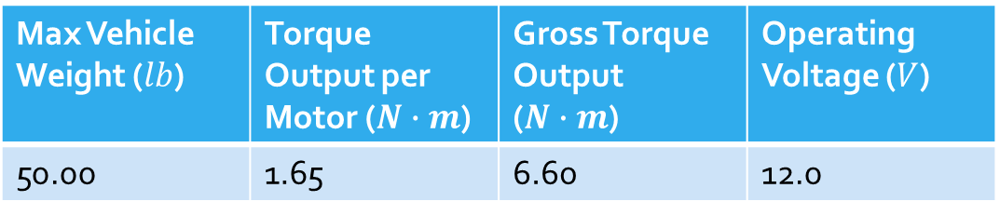 Max Vehicle
Weight (lb)
Torque
Output per
Motor (N · m)
Gross Torque
Output
(N · m)
Operating
Voltage (V)
50.00
1.65
6.60
12.0